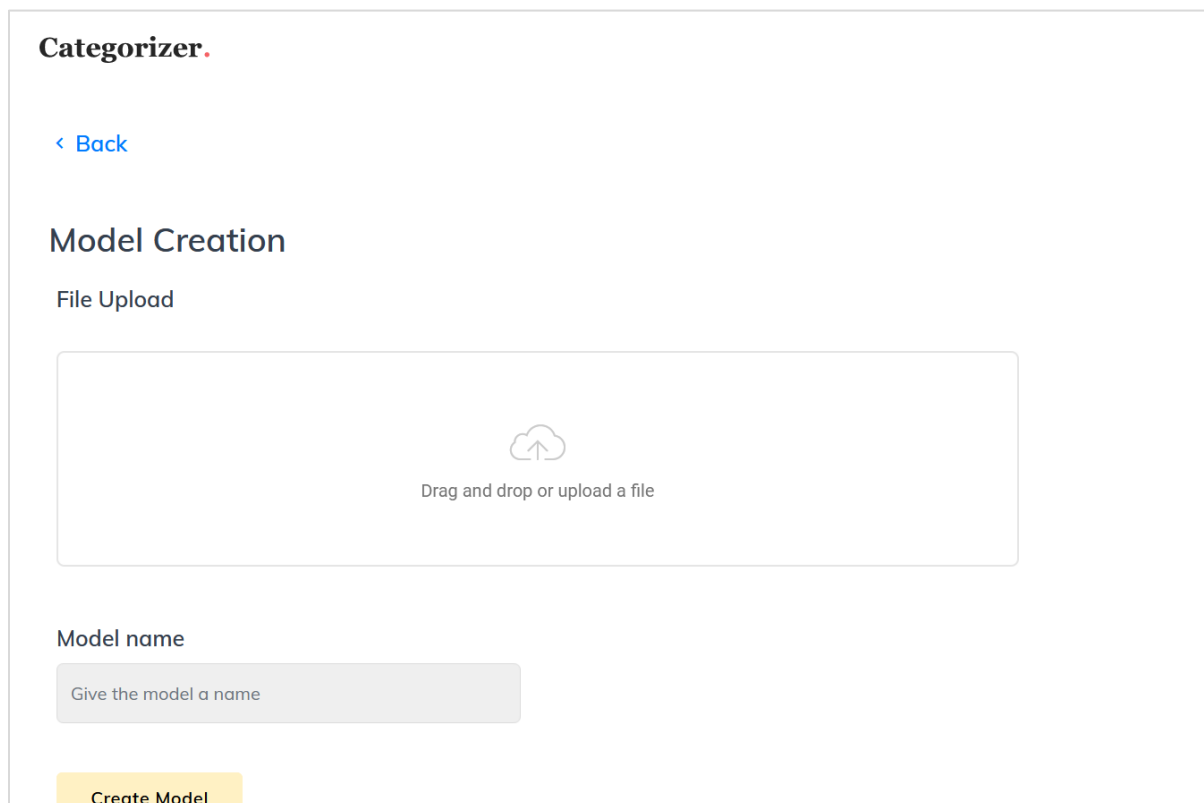 Categorizer.
Back
Model Creation
File Upload
Drag and drop or upload a file
Model name
Give the model a name
Create Model